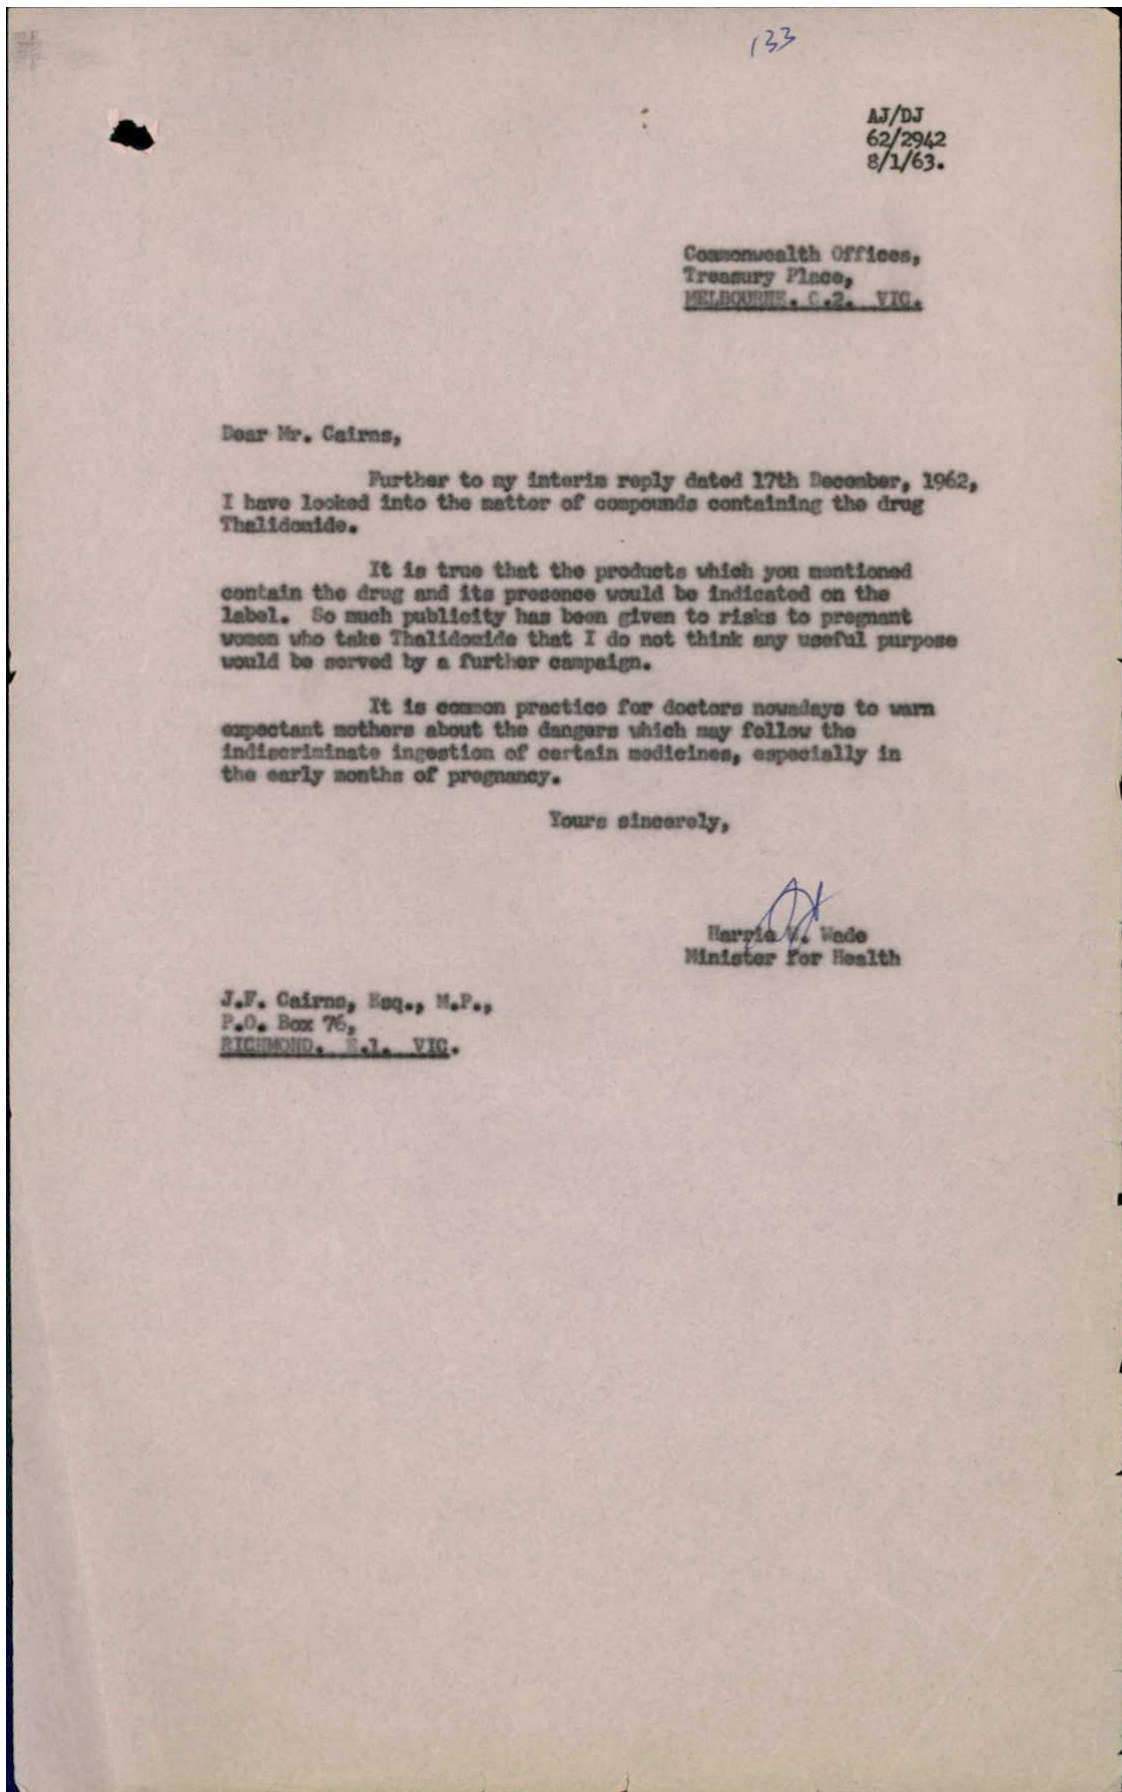 133
AJ/DJ
62/2942
8/1/63.
Commonwealth Offices,
Treasury Place,
MELBOURNE. C.2. VIC.
Dear Mr. Cairns,
Further to my interim reply dated 17th December, 1962,
I have looked into the matter of compounds containing the drug
Thalidomide.
It is true that the products which you mentioned
contain the drug and its presence would be indicated on the
label. So much publicity has been given to risks to pregnant
women who take Thalidomide that I do not think any useful purpose
would be served by a further campaign.
It is common practice for doctors nowadays to warn
expectant mothers about the dangers which may follow the
indiscriminate ingestion of certain medicines, especially in
the early months of pregnancy.
Yours sincerely,
Wade
Minister for Health
J.F. Cairns, Esq., M.P.,
P.O. Box 76,
RICHMOND. E.1. VIC.